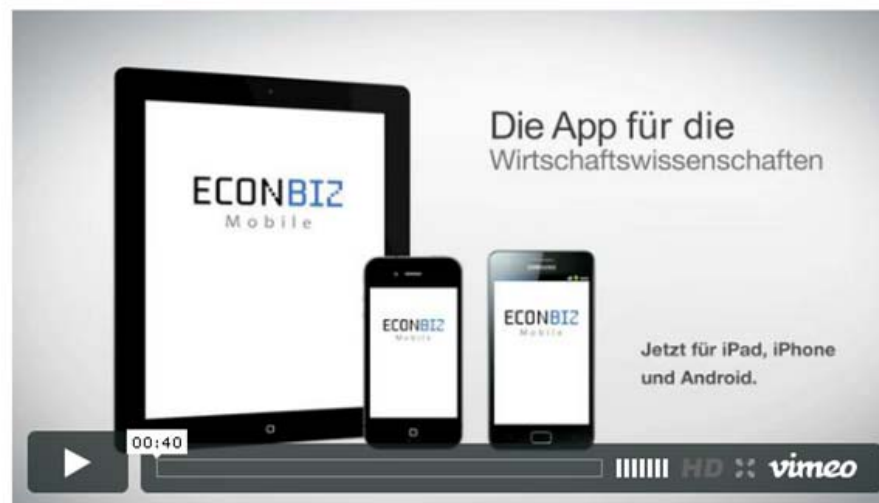 Die App für die
Wirtschaftswissenschaften
ECONBIZ
Mobile
SAMSUNG
ECONBIZ
Mobile
ECONBIZ
Mobile
Jetzt für iPad, iPhone
und Android.
00:40
HD
vimeo